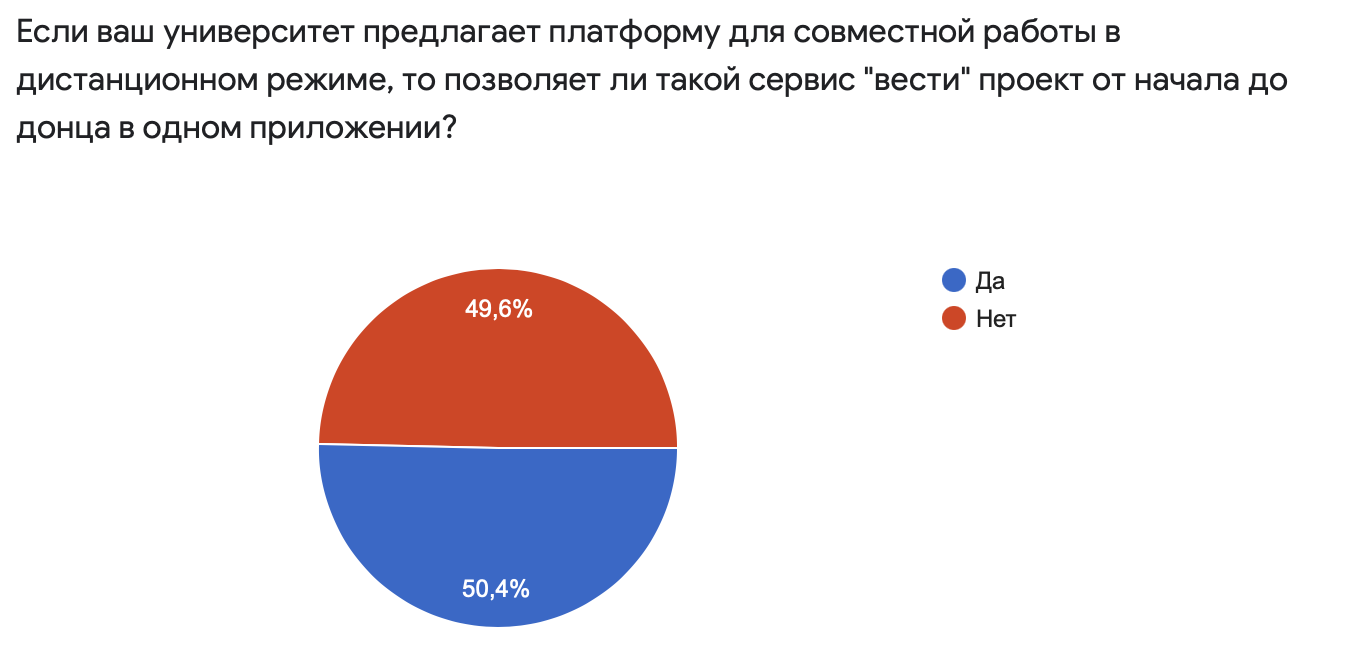 Если ваш университет предлагает платформу для совместной работы в
дистанционном режиме, то позволяет ли такой сервис "вести" проект от начала до
донца в одном приложении?
Да
Нет
49,6%
50,4%